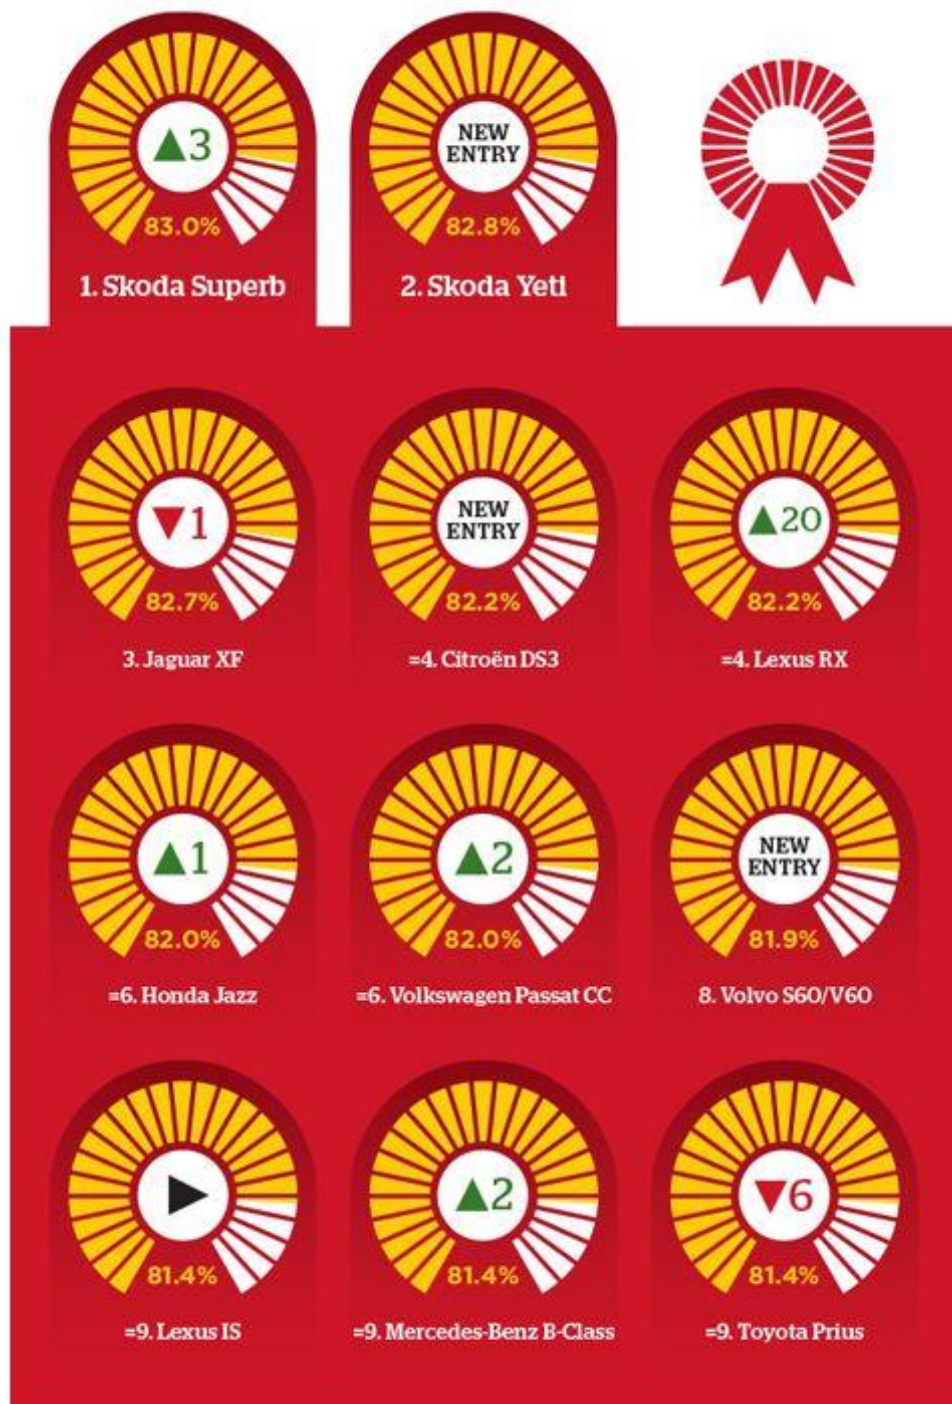 ▲3
83.0%
1. Skoda Superb
NEW
ENTRY
82.8%
2. Skoda Yeti
▼1
82.7%
3. Jaguar XF
NEW
ENTRY
82.2%
=4. Citroën DS3
▲20
82.2%
=4. Lexus RX
▲1
82.0%
=6. Honda Jazz
▲2
82.0%
=6. Volkswagen Passat CC
NEW
ENTRY
81.9%
8. Volvo S60/V60
▶
81.4%
=9. Lexus IS
▲2
81.4%
=9. Mercedes-Benz B-Class
▼6
81.4%
=9. Toyota Prius